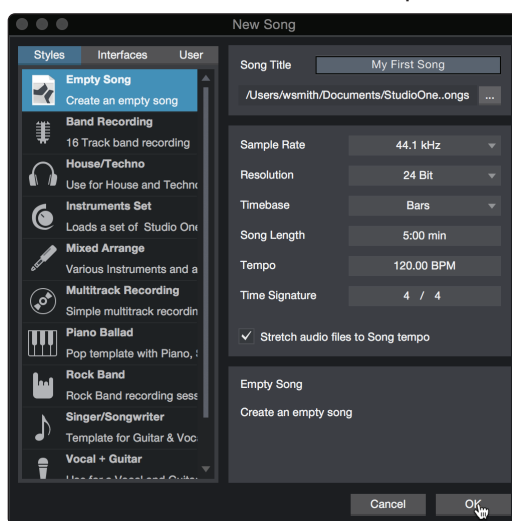 New Song
Styles Interfaces User
Empty Song
Create an empty song
Band Recording
16 Track band recording
House/Techno
Use for House and Techno
Instruments Set
Loads a set of Studio One
Mixed Arrange
Various Instruments and a
Multitrack Recording
Simple multitrack recordin
Piano Ballad
Pop template with Piano,
Rock Band
Rock Band recording sess
Singer/Songwriter
Template for Guitar & Voc
Vocal + Guitar
Song Title My First Song
/Users/wsmith/Documents/StudioOne..ongs ...
Sample Rate 44.1 kHz
Resolution 24 Bit
Timebase Bars
Song Length 5:00 min
Tempo 120.00 BPM
Time Signature 4 / 4
Stretch audio files to Song tempo
Empty Song
Create an empty song
Cancel OK